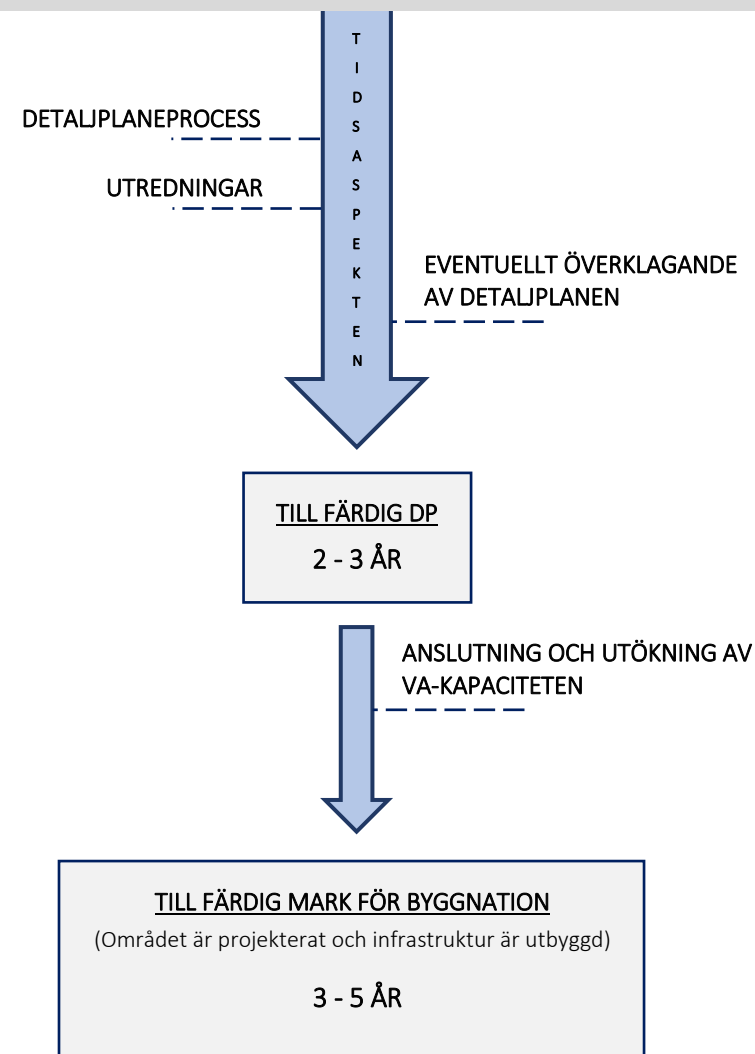 TIDSASPEKTEN
DETALJPLANEPROCESS
UTREDNINGAR
EVENTUELLT ÖVERKLAGANDE
AV DETALJPLANEN
TILL FÄRDIG DP
2 - 3 ÅR
ANSLUTNING OCH UTÖKNING AV
VA-KAPACITETEN
TILL FÄRDIG MARK FÖR BYGGNATION
(Området är projekterat och infrastruktur är utbyggd)
3 - 5 ÅR